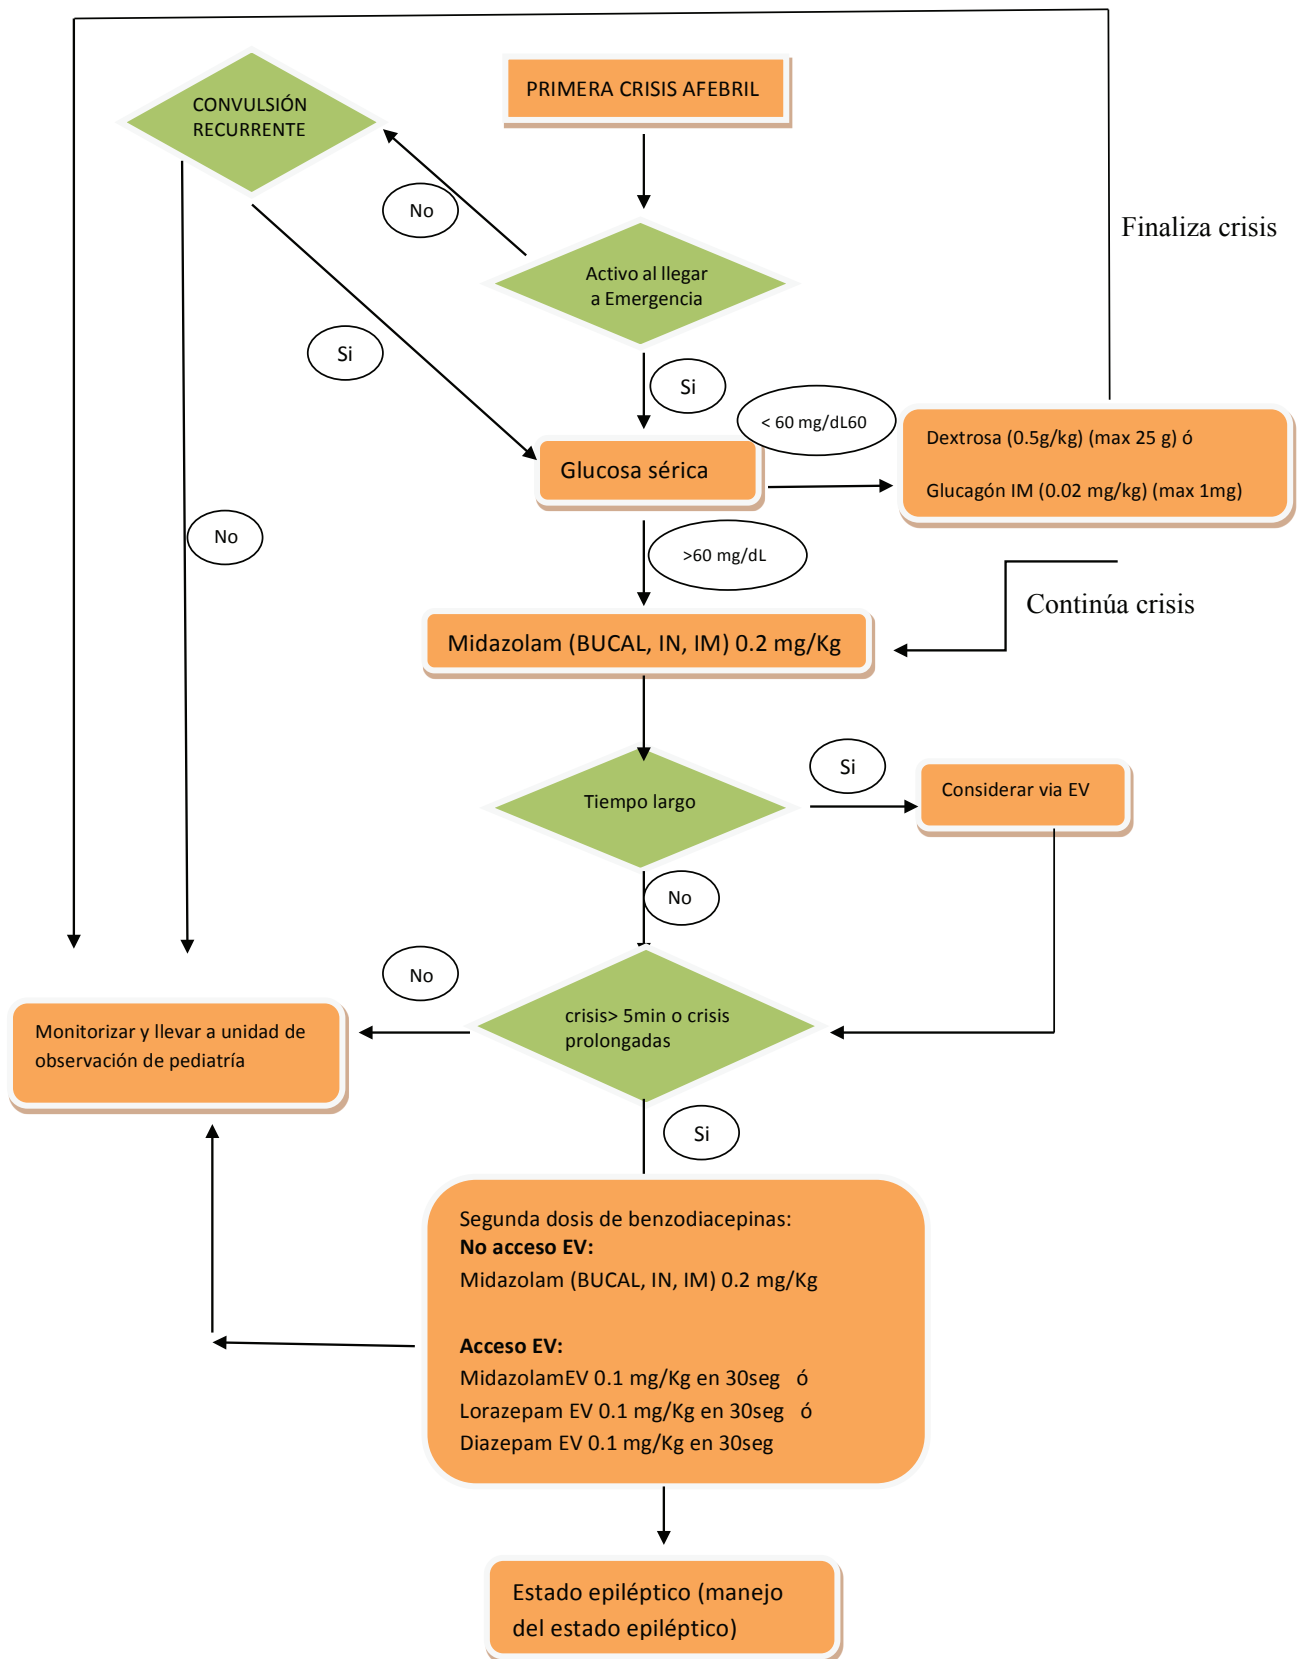 PRIMERA CRISIS AFEBRIL
CONVULSIÓN
RECURRENTE
No
Finaliza crisis
Activo al llegar
a Emergencia
Si
Si
< 60 mg/dL60
Dextrosa (0.5g/kg) (max 25 g) ó
Glucagón IM (0.02 mg/kg) (max 1mg)
Glucosa sérica
No
>60 mg/dL
Continúa crisis
Midazolam (BUCAL, IN, IM) 0.2 mg/Kg
Si
Tiempo largo
Considerar via EV
No
No
crisis> 5min o crisis
prolongadas
Monitorizar y llevar a unidad de
observación de pediatría
Si
Segunda dosis de benzodiacepinas:
No acceso EV:
Midazolam (BUCAL, IN, IM) 0.2 mg/Kg
Acceso EV:
MidazolamEV 0.1 mg/Kg en 30seg ó
Lorazepam EV 0.1 mg/Kg en 30seg ó
Diazepam EV 0.1 mg/Kg en 30seg
Estado epiléptico (manejo
del estado epiléptico)